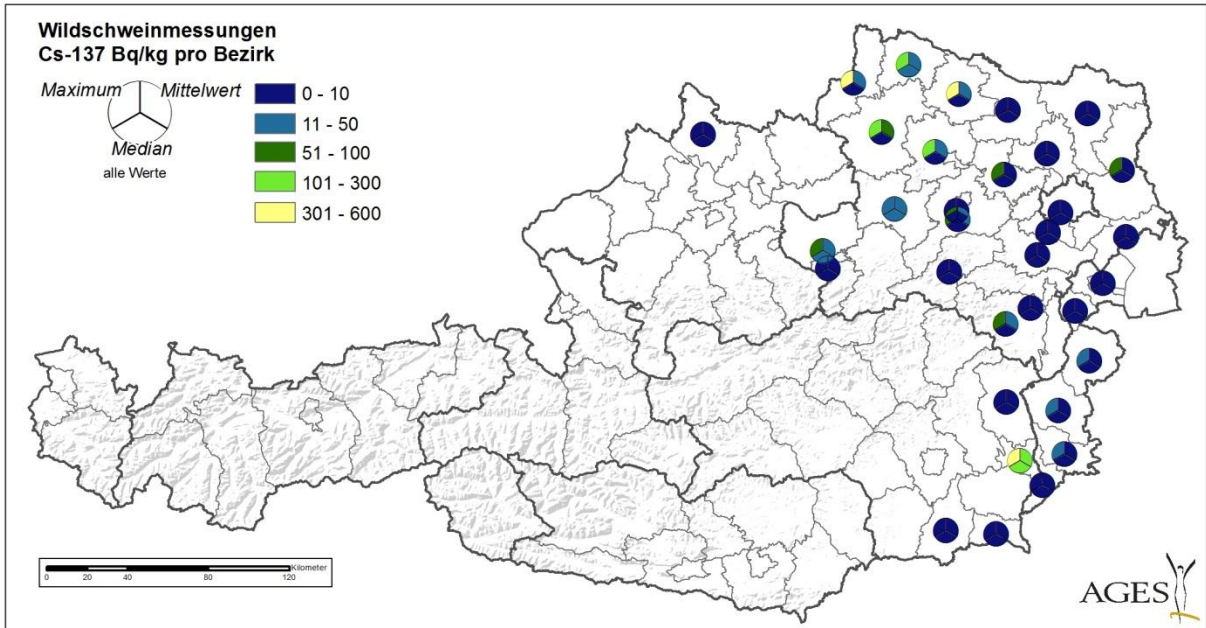 Wildschweinmessungen
Cs-137 Bq/kg pro Bezirk
Maximum Mittelwert
Median
alle Werte
0 - 10
11 - 50
51 - 100
101 - 300
301 - 600
Kilometer
0 20 40 80 120
AGES